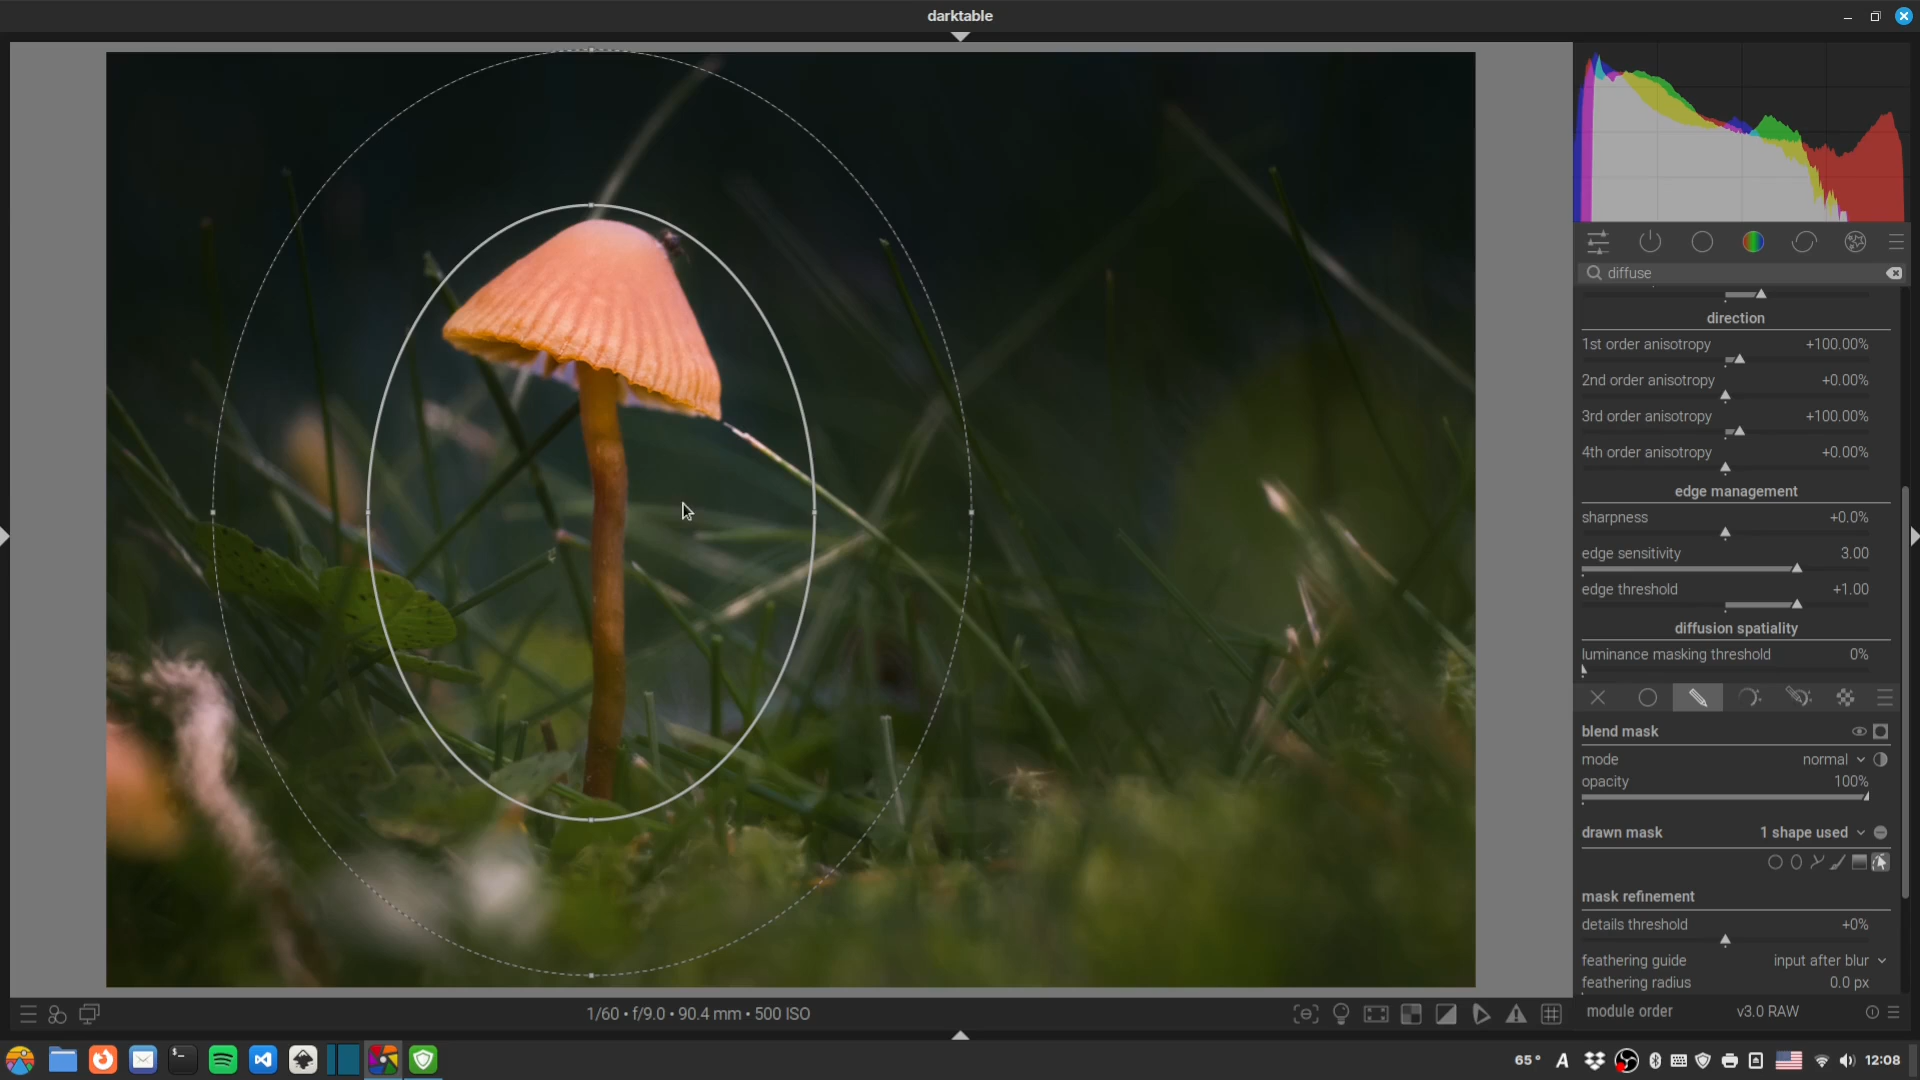 darktable
diffuse
direction
1st order anisotropy +100.00%
2nd order anisotropy +0.00%
3rd order anisotropy +100.00%
4th order anisotropy +0.00%
edge management
sharpness +0.0%
edge sensitivity 3.00
edge threshold +1.00
diffusion spatiality
luminance masking threshold 0%
blend mask
mode normal
opacity 100%
drawn mask 1 shape used
mask refinement
details threshold +0%
feathering guide input after blur
feathering radius 0.0 px
1/60 • f/9.0 • 90.4 mm • 500 ISO
module order v3.0 RAW
65° A 12:08